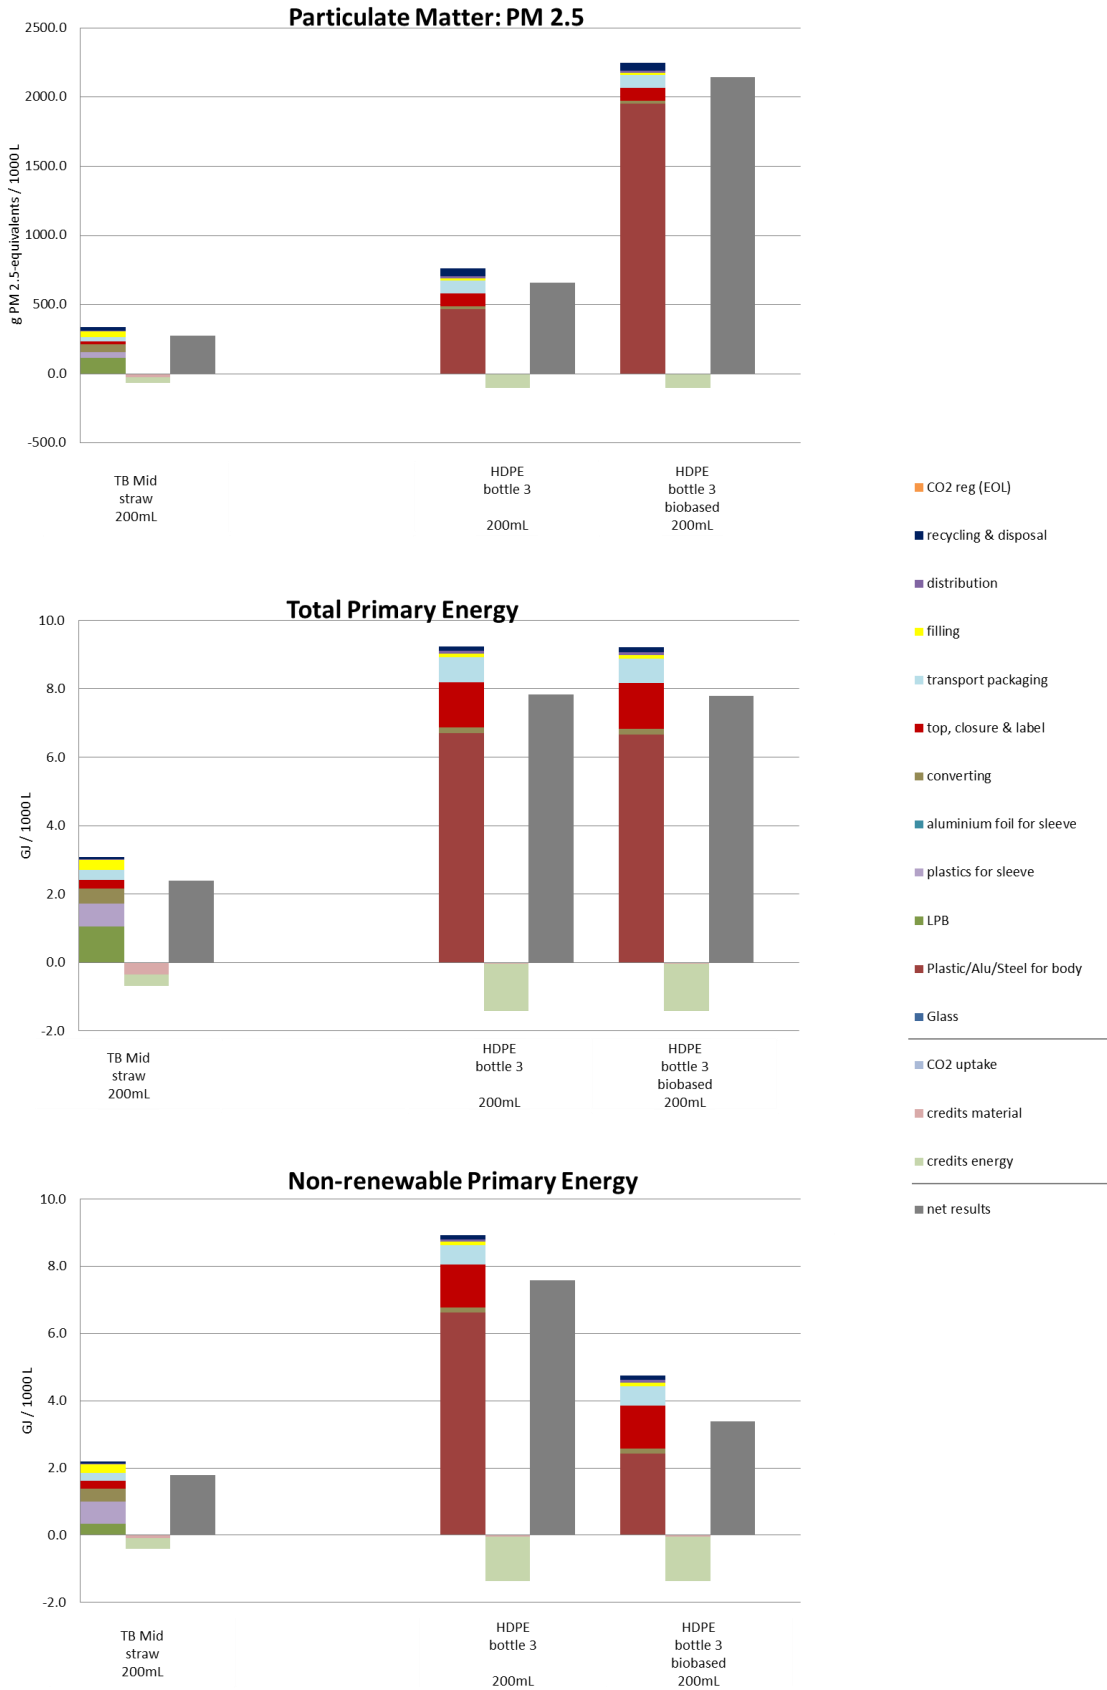 Particulate Matter: PM 2.5
2500.0
2000.0
1500.0
1000.0
500.0
0.0
-500.0
g PM 2.5-equivalents / 1000 L
TB Mid
straw
200mL
HDPE
bottle 3
200mL
HDPE
bottle 3
biobased
200mL
Total Primary Energy
10.0
8.0
6.0
4.0
2.0
0.0
-2.0
GJ / 1000 L
TB Mid
straw
200mL
HDPE
bottle 3
200mL
HDPE
bottle 3
biobased
200mL
Non-renewable Primary Energy
10.0
8.0
6.0
4.0
2.0
0.0
-2.0
GJ / 1000 L
TB Mid
straw
200mL
HDPE
bottle 3
200mL
HDPE
bottle 3
biobased
200mL
CO2 reg (EOL)
recycling & disposal
distribution
filling
transport packaging
top, closure & label
converting
aluminium foil for sleeve
plastics for sleeve
LPB
Plastic/Alu/Steel for body
Glass
CO2 uptake
credits material
credits energy
net results